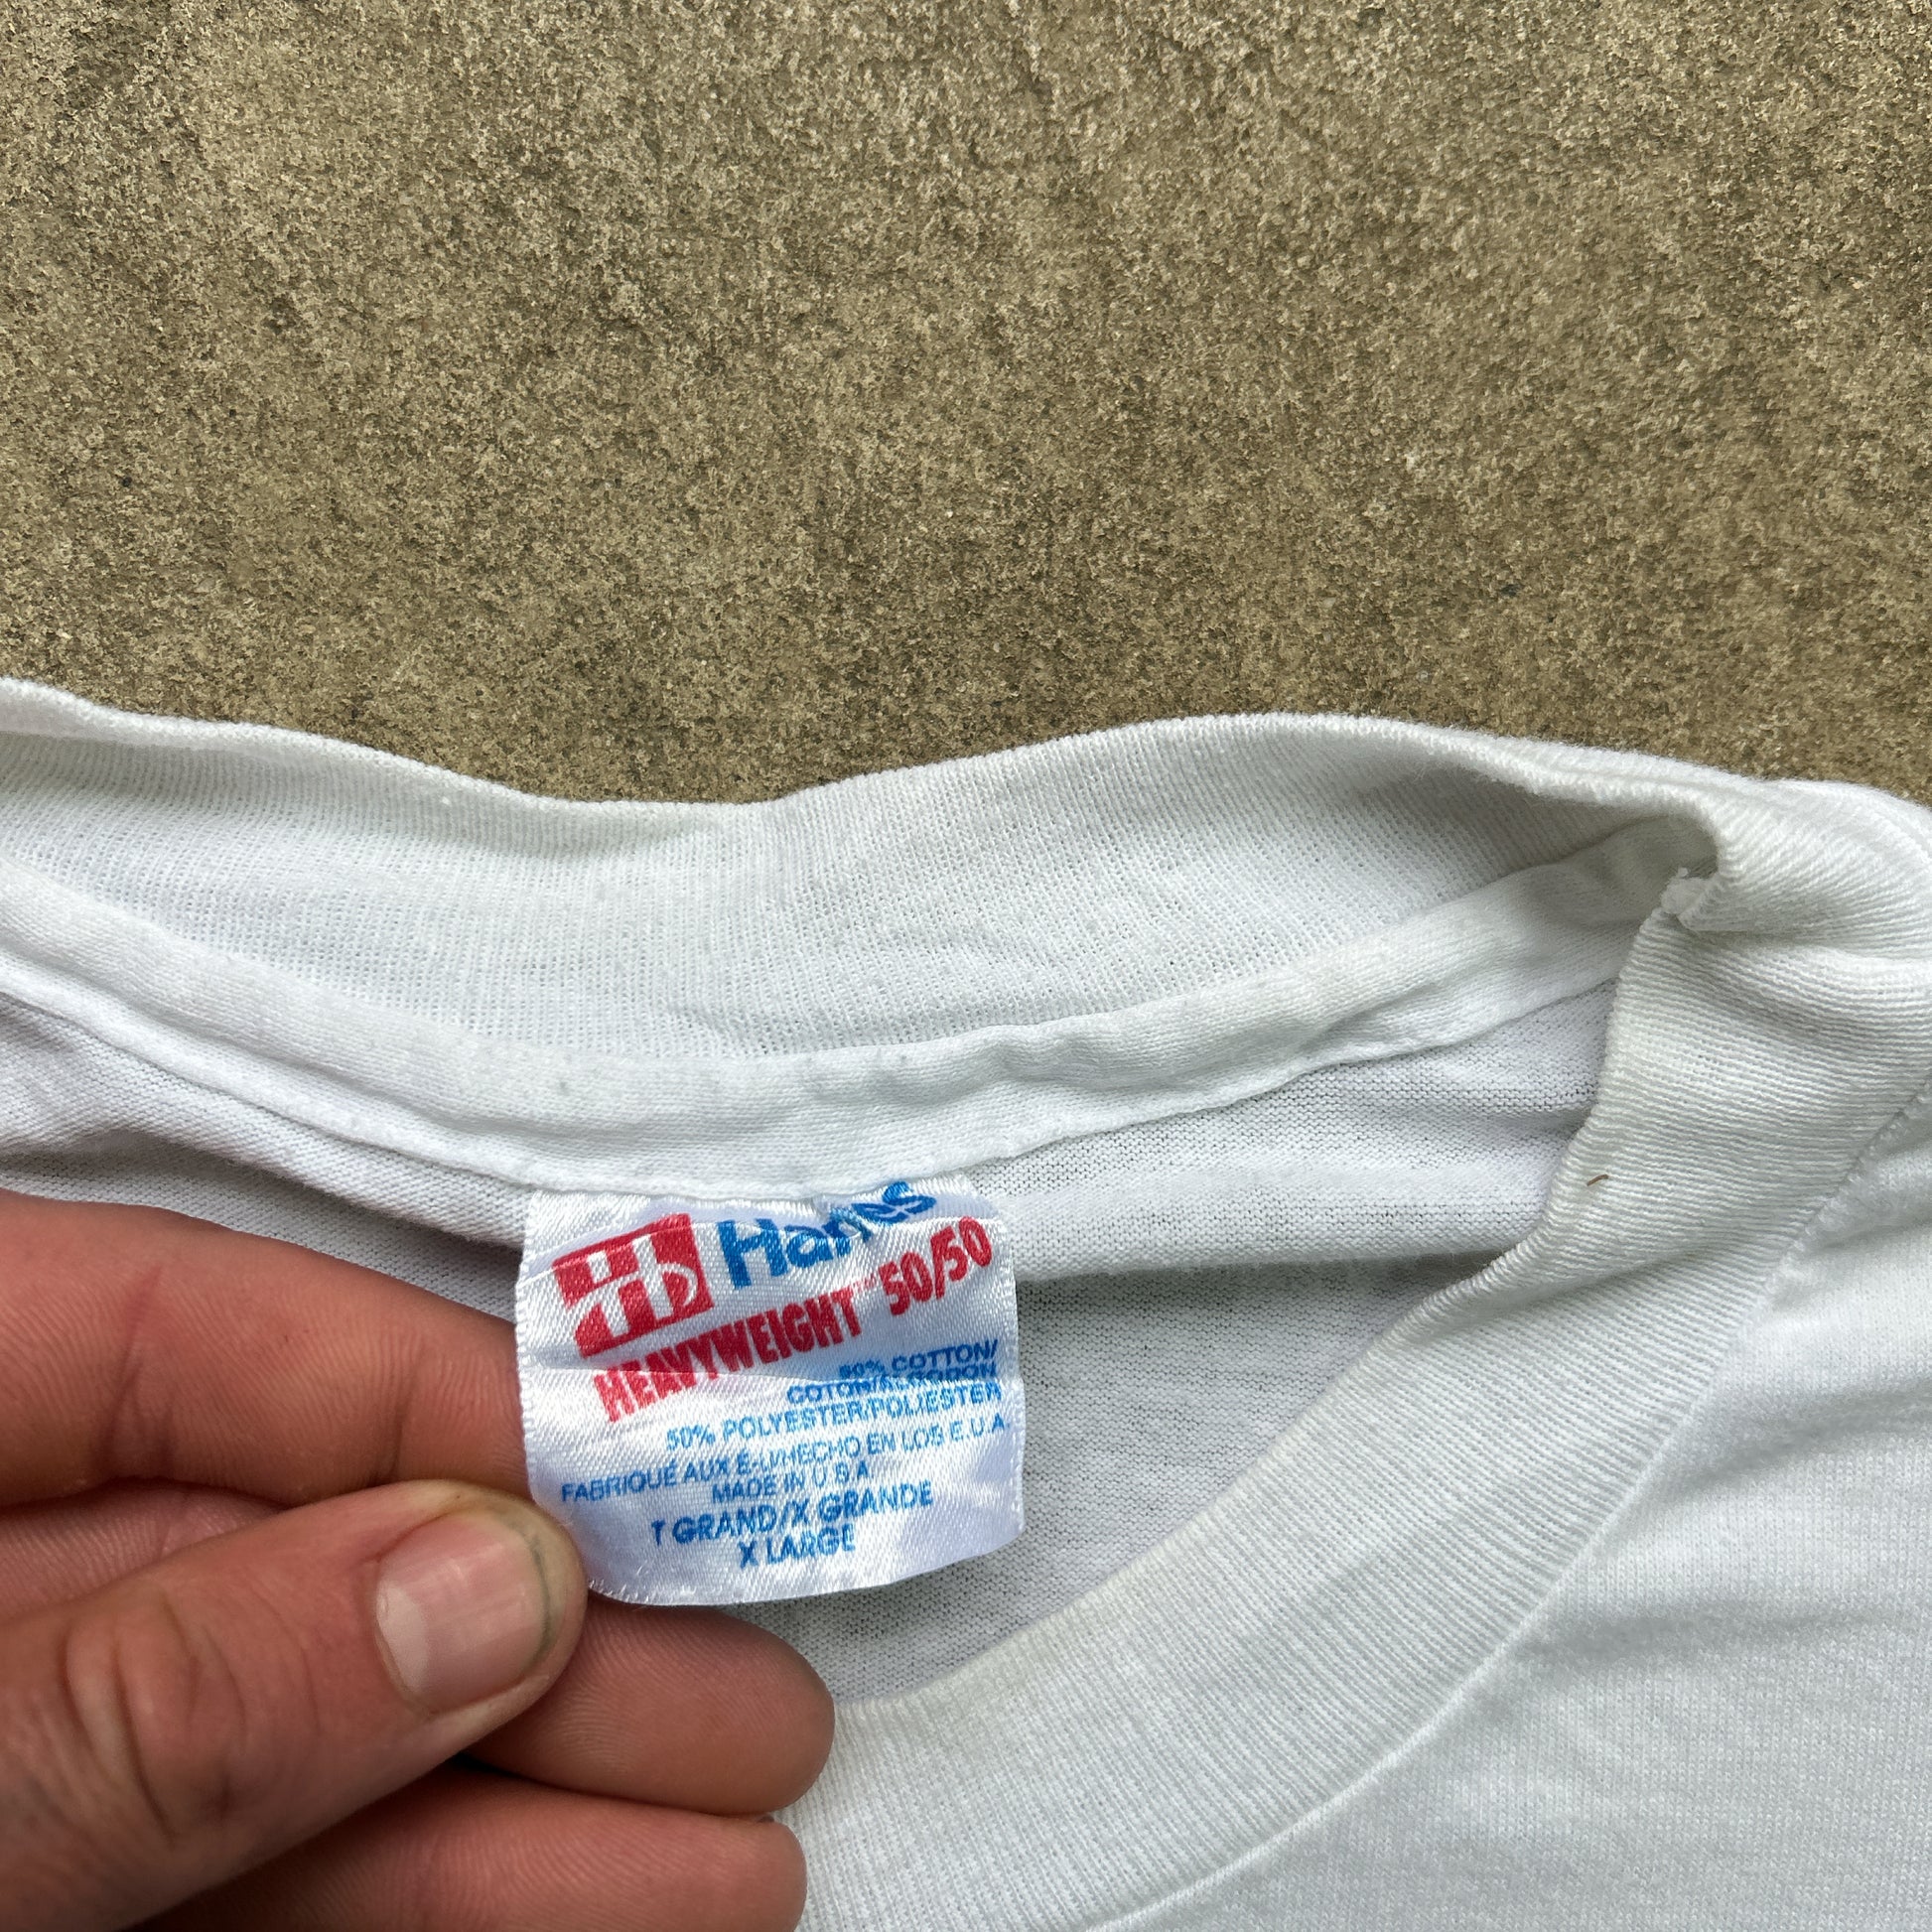 Hanes
HEAVYWEIGHT™ 50/50
50% COTTON/
COTON/ALGODON
50% POLYESTER/POLIESTER
FABRIQUÉ AUX É-U/HECHO EN LOS E.U.A.
MADE IN U.S.A.
T GRAND/X GRANDE
X LARGE